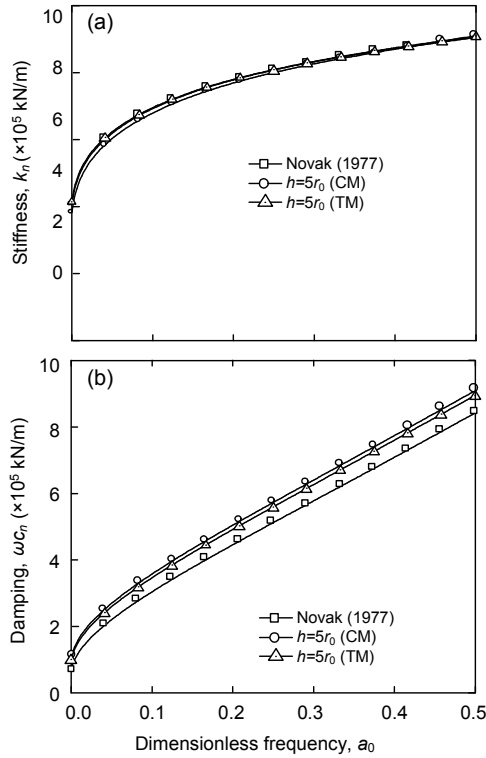 (a)
10
8
6
4
2
0
Stiffness, kn (×10⁵ kN/m)
Novak (1977)
h=5r₀ (CM)
h=5r₀ (TM)
(b)
10
8
6
4
2
0
Damping, ωcn (×10⁵ kN/m)
Novak (1977)
h=5r₀ (CM)
h=5r₀ (TM)
0.0 0.1 0.2 0.3 0.4 0.5
Dimensionless frequency, a₀